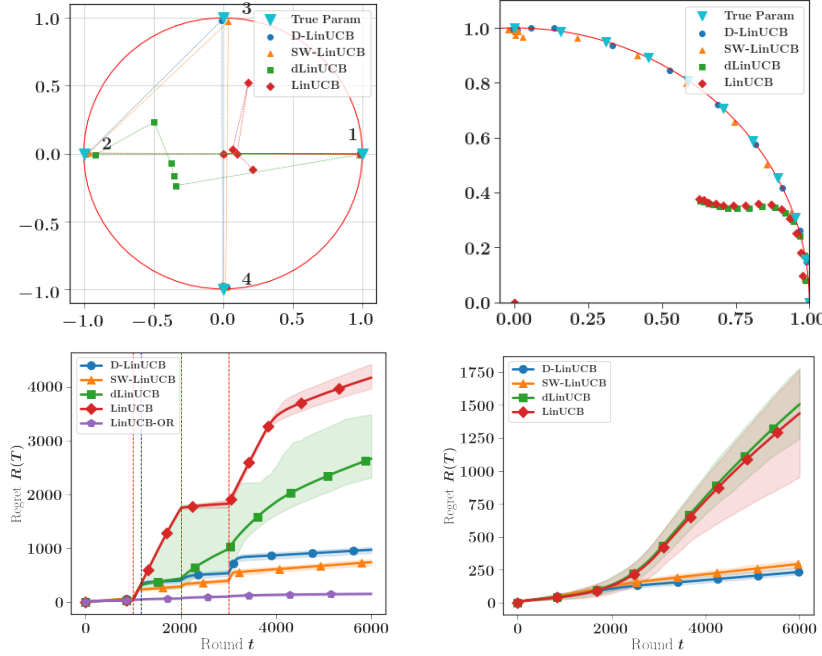 True Param
D-LinUCB
SW-LinUCB
dLinUCB
LinUCB
1.0
0.5
0.0
−0.5
−1.0
−1.0
−0.5
0.0
0.5
1.0
3
2
1
4
True Param
D-LinUCB
SW-LinUCB
dLinUCB
LinUCB
1.0
0.8
0.6
0.4
0.2
0.0
0.00
0.25
0.50
0.75
1.00
D-LinUCB
SW-LinUCB
dLinUCB
LinUCB
LinUCB-OR
Regret R(T)
4000
3000
2000
1000
0
0
2000
4000
6000
Round t
D-LinUCB
SW-LinUCB
dLinUCB
LinUCB
Regret R(T)
1750
1500
1250
1000
750
500
250
0
0
2000
4000
6000
Round t